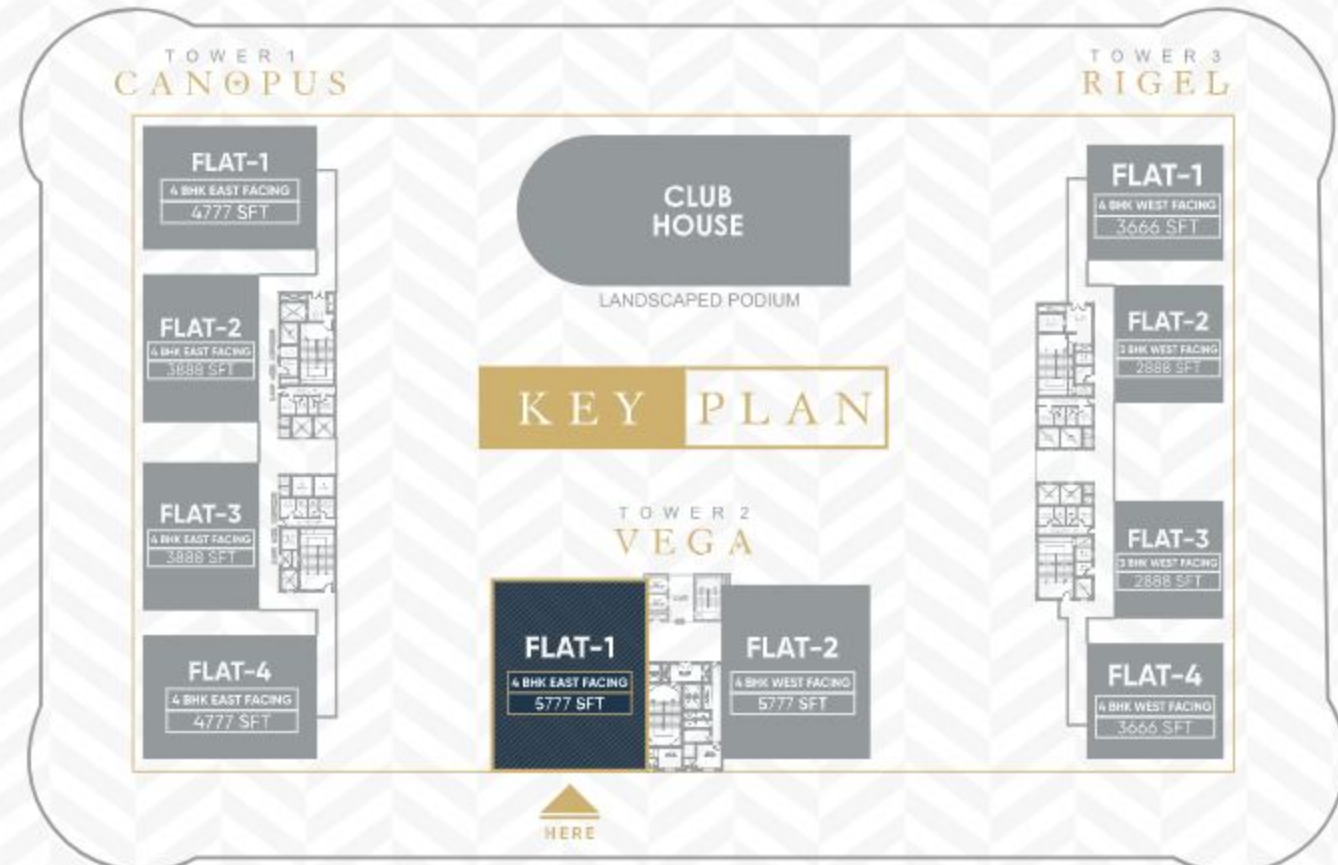 TOWER 1
CANOPUS
FLAT-1
4 BHK EAST FACING
4777 SFT
FLAT-2
4 BHK EAST FACING
3888 SFT
FLAT-3
4 BHK EAST FACING
3888 SFT
FLAT-4
4 BHK EAST FACING
4777 SFT
CLUB
HOUSE
LANDSCAPED PODIUM
KEY PLAN
TOWER 2
VEGA
FLAT-1
4 BHK EAST FACING
5777 SFT
FLAT-2
4 BHK WEST FACING
5777 SFT
HERE
TOWER 3
RIGEL
FLAT-1
4 BHK WEST FACING
3666 SFT
FLAT-2
3 BHK WEST FACING
2888 SFT
FLAT-3
3 BHK WEST FACING
2888 SFT
FLAT-4
4 BHK WEST FACING
3666 SFT